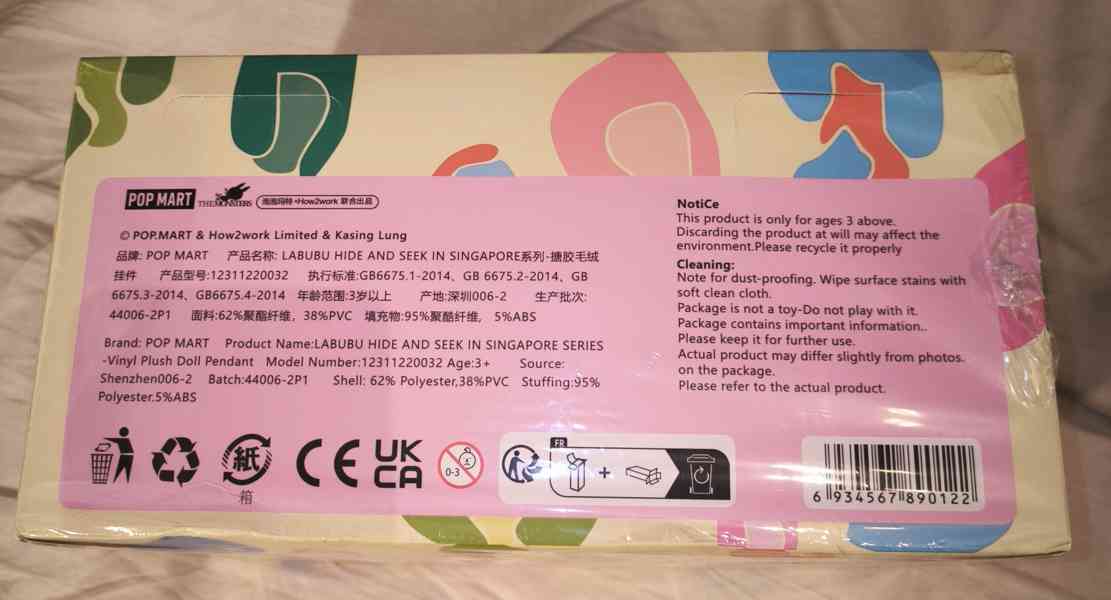 POP MART
THE MONSTERS
泡泡玛特·How2work 联合出品
© POP.MART & How2work Limited & Kasing Lung
品牌: POP MART 产品名称: LABUBU HIDE AND SEEK IN SINGAPORE系列-搪胶毛绒
挂件 产品型号:12311220032 执行标准:GB6675.1-2014、GB 6675.2-2014、GB
6675.3-2014、GB6675.4-2014 年龄范围:3岁以上 产地:深圳006-2 生产批次:
44006-2P1 面料:62%聚酯纤维，38%PVC 填充物:95%聚酯纤维, 5%ABS
Brand: POP MART Product Name:LABUBU HIDE AND SEEK IN SINGAPORE SERIES
-Vinyl Plush Doll Pendant Model Number:12311220032 Age:3+ Source:
Shenzhen006-2 Batch:44006-2P1 Shell: 62% Polyester,38%PVC Stuffing:95%
Polyester.5%ABS
NotiCe
This product is only for ages 3 above.
Discarding the product at will may affect the
environment.Please recycle it properly
Cleaning:
Note for dust-proofing. Wipe surface stains with
soft clean cloth.
Package is not a toy-Do not play with it.
Package contains important information..
Please keep it for further use.
Actual product may differ slightly from photos.
on the package.
Please refer to the actual product.
紙
箱
CE
UK
CA
0-3
FR
+
6 934567 890122